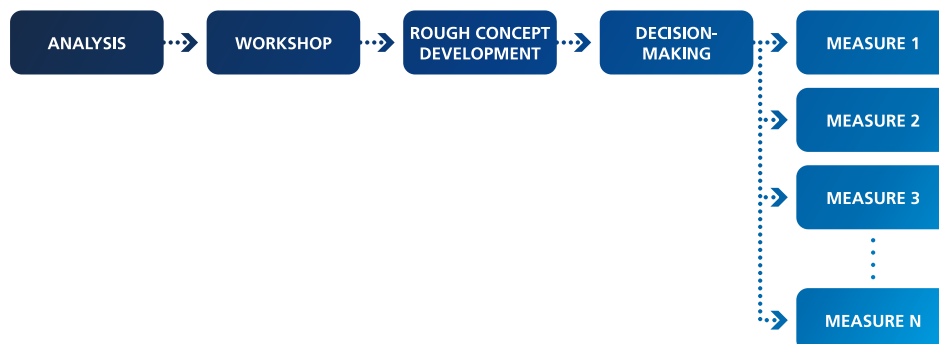 ANALYSIS
WORKSHOP
ROUGH CONCEPT
DEVELOPMENT
DECISION-
MAKING
MEASURE 1
MEASURE 2
MEASURE 3
MEASURE N